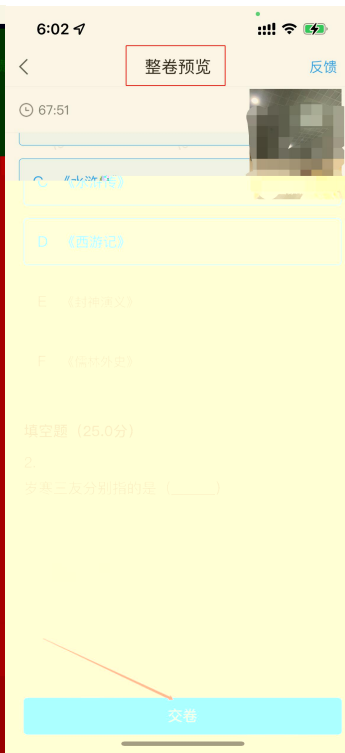 6:02
整卷预览
反馈
67:51
C 《水浒传》
D 《西游记》
E 《封神演义》
F 《儒林外史》
填空题（25.0分）
2.
岁寒三友分别指的是（______）
交卷